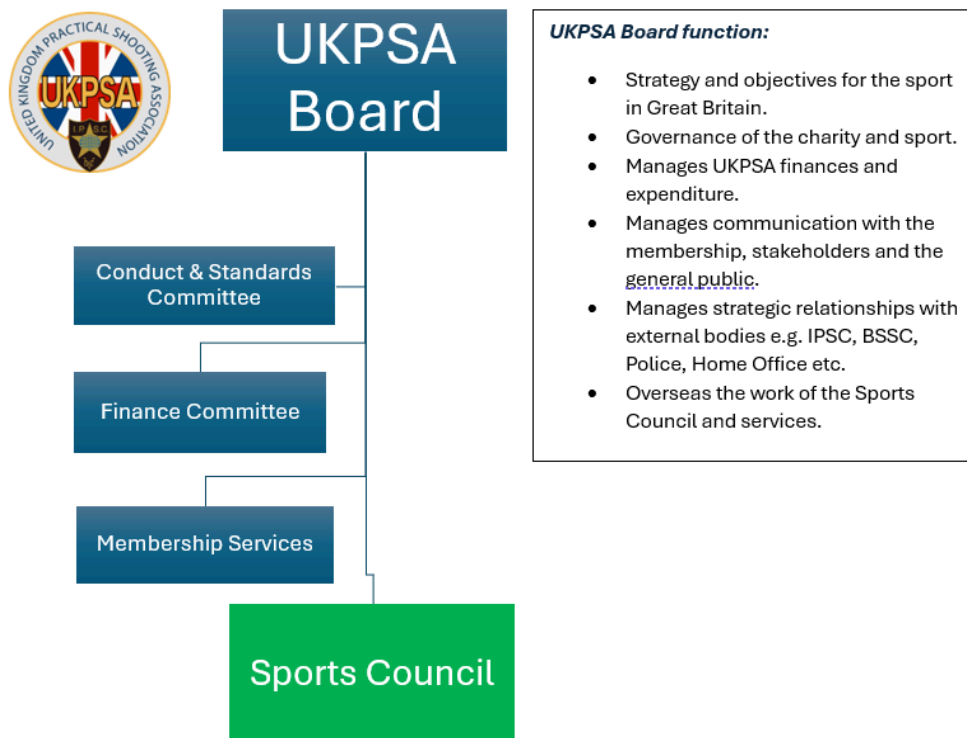 UNITED KINGDOM PRACTICAL SHOOTING ASSOCIATION
UKPSA
I.P.S.C.
UKPSA
Board
Conduct & Standards
Committee
Finance Committee
Membership Services
Sports Council
UKPSA Board function:
• Strategy and objectives for the sport
in Great Britain.
• Governance of the charity and sport.
• Manages UKPSA finances and
expenditure.
• Manages communication with the
membership, stakeholders and the
general public.
• Manages strategic relationships with
external bodies e.g. IPSC, BSSC,
Police, Home Office etc.
• Overseas the work of the Sports
Council and services.